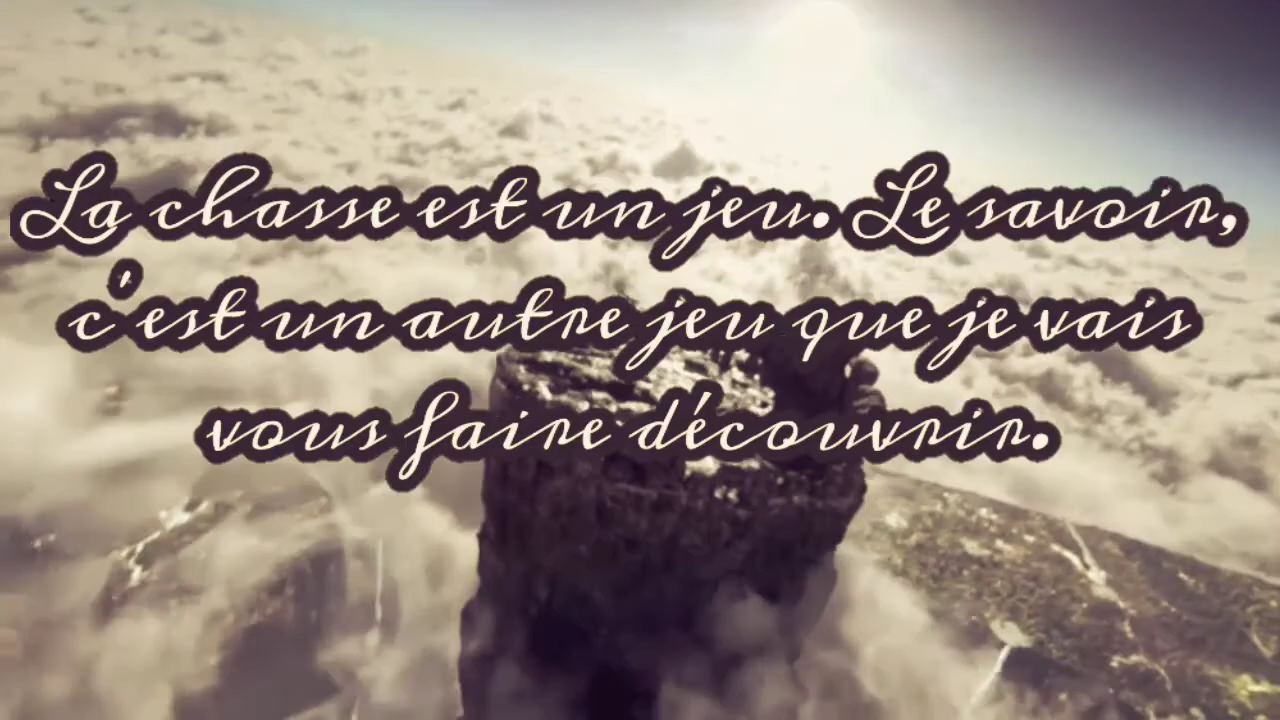 La chasse est un jeu. Le savoir,
c'est un autre jeu que je vais
vous faire découvrir.